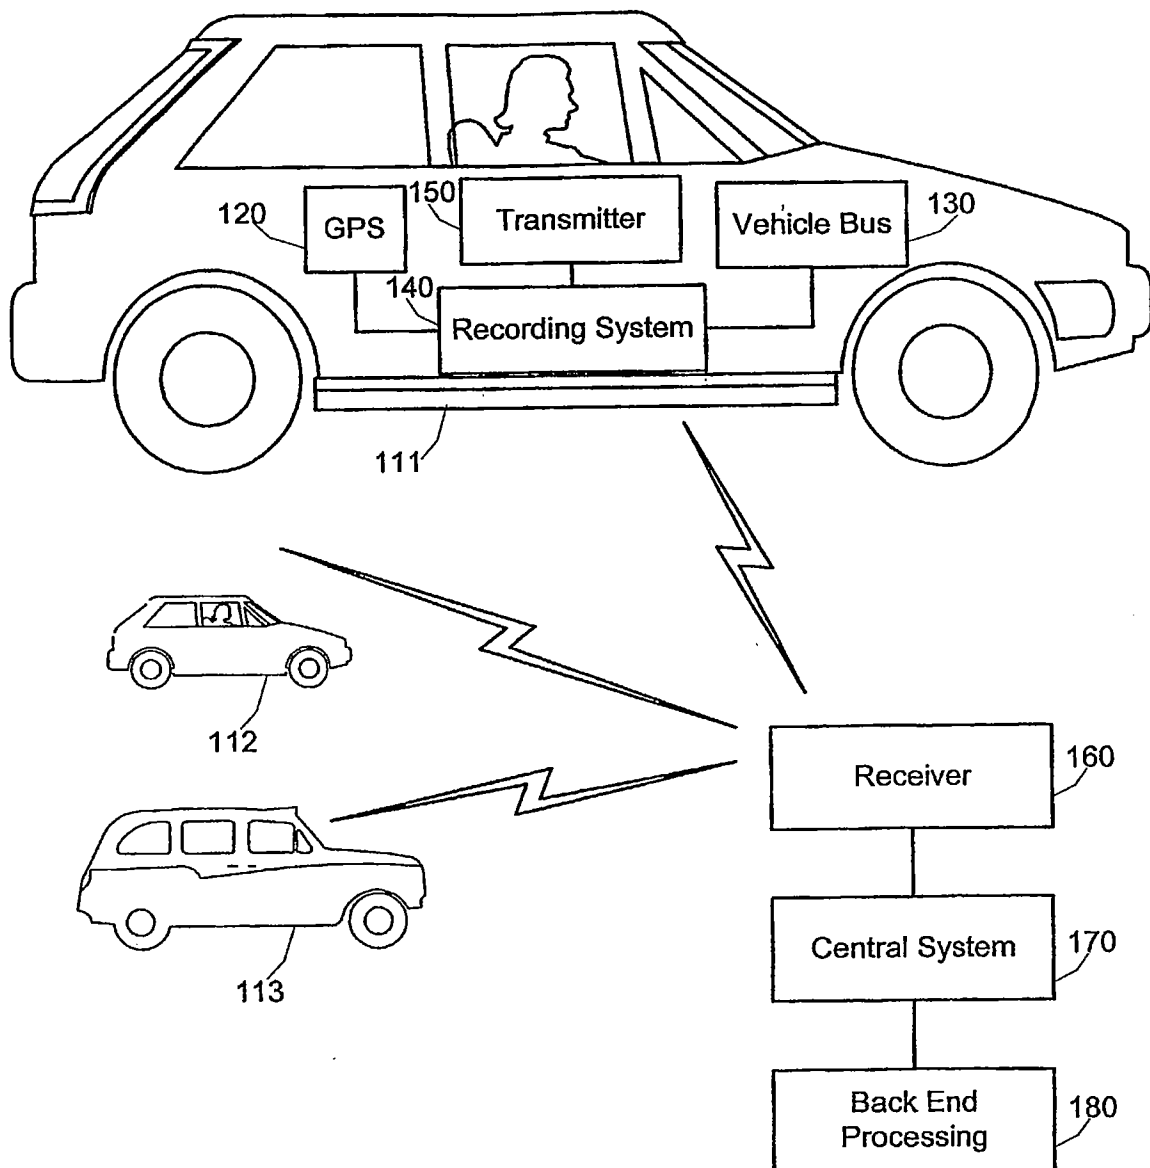 120
GPS
150
Transmitter
Vehicle Bus
130
140
Recording System
111
112
113
Receiver
160
Central System
170
Back End
Processing
180